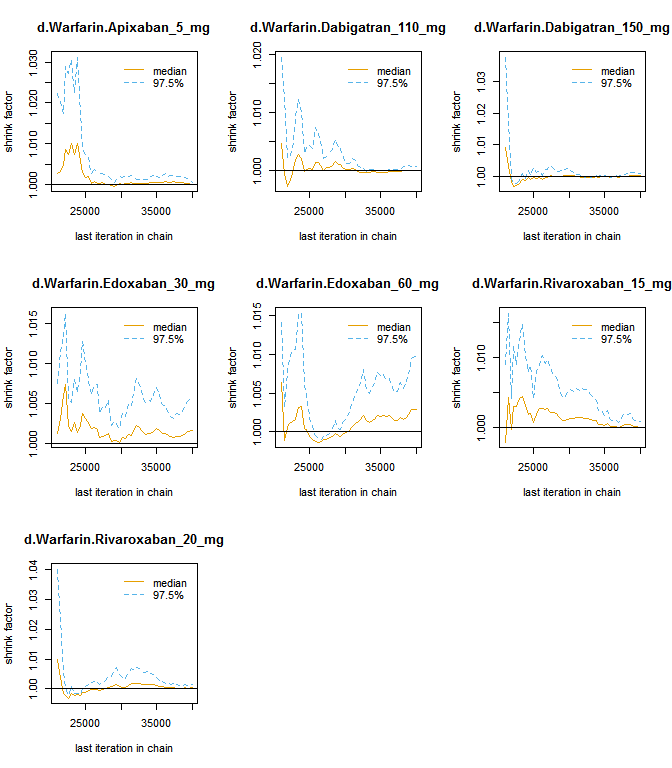 d.Warfarin.Apixaban_5_mg
shrink factor
1.000 1.010 1.020 1.030
median
97.5%
25000 35000
last iteration in chain
d.Warfarin.Dabigatran_110_mg
shrink factor
1.000 1.010 1.020
median
97.5%
25000 35000
last iteration in chain
d.Warfarin.Dabigatran_150_mg
shrink factor
1.00 1.01 1.02 1.03
median
97.5%
25000 35000
last iteration in chain
d.Warfarin.Edoxaban_30_mg
shrink factor
1.000 1.005 1.010 1.015
median
97.5%
25000 35000
last iteration in chain
d.Warfarin.Edoxaban_60_mg
shrink factor
1.000 1.005 1.010 1.015
median
97.5%
25000 35000
last iteration in chain
d.Warfarin.Rivaroxaban_15_mg
shrink factor
1.000 1.010
median
97.5%
25000 35000
last iteration in chain
d.Warfarin.Rivaroxaban_20_mg
shrink factor
1.00 1.01 1.02 1.03 1.04
median
97.5%
25000 35000
last iteration in chain